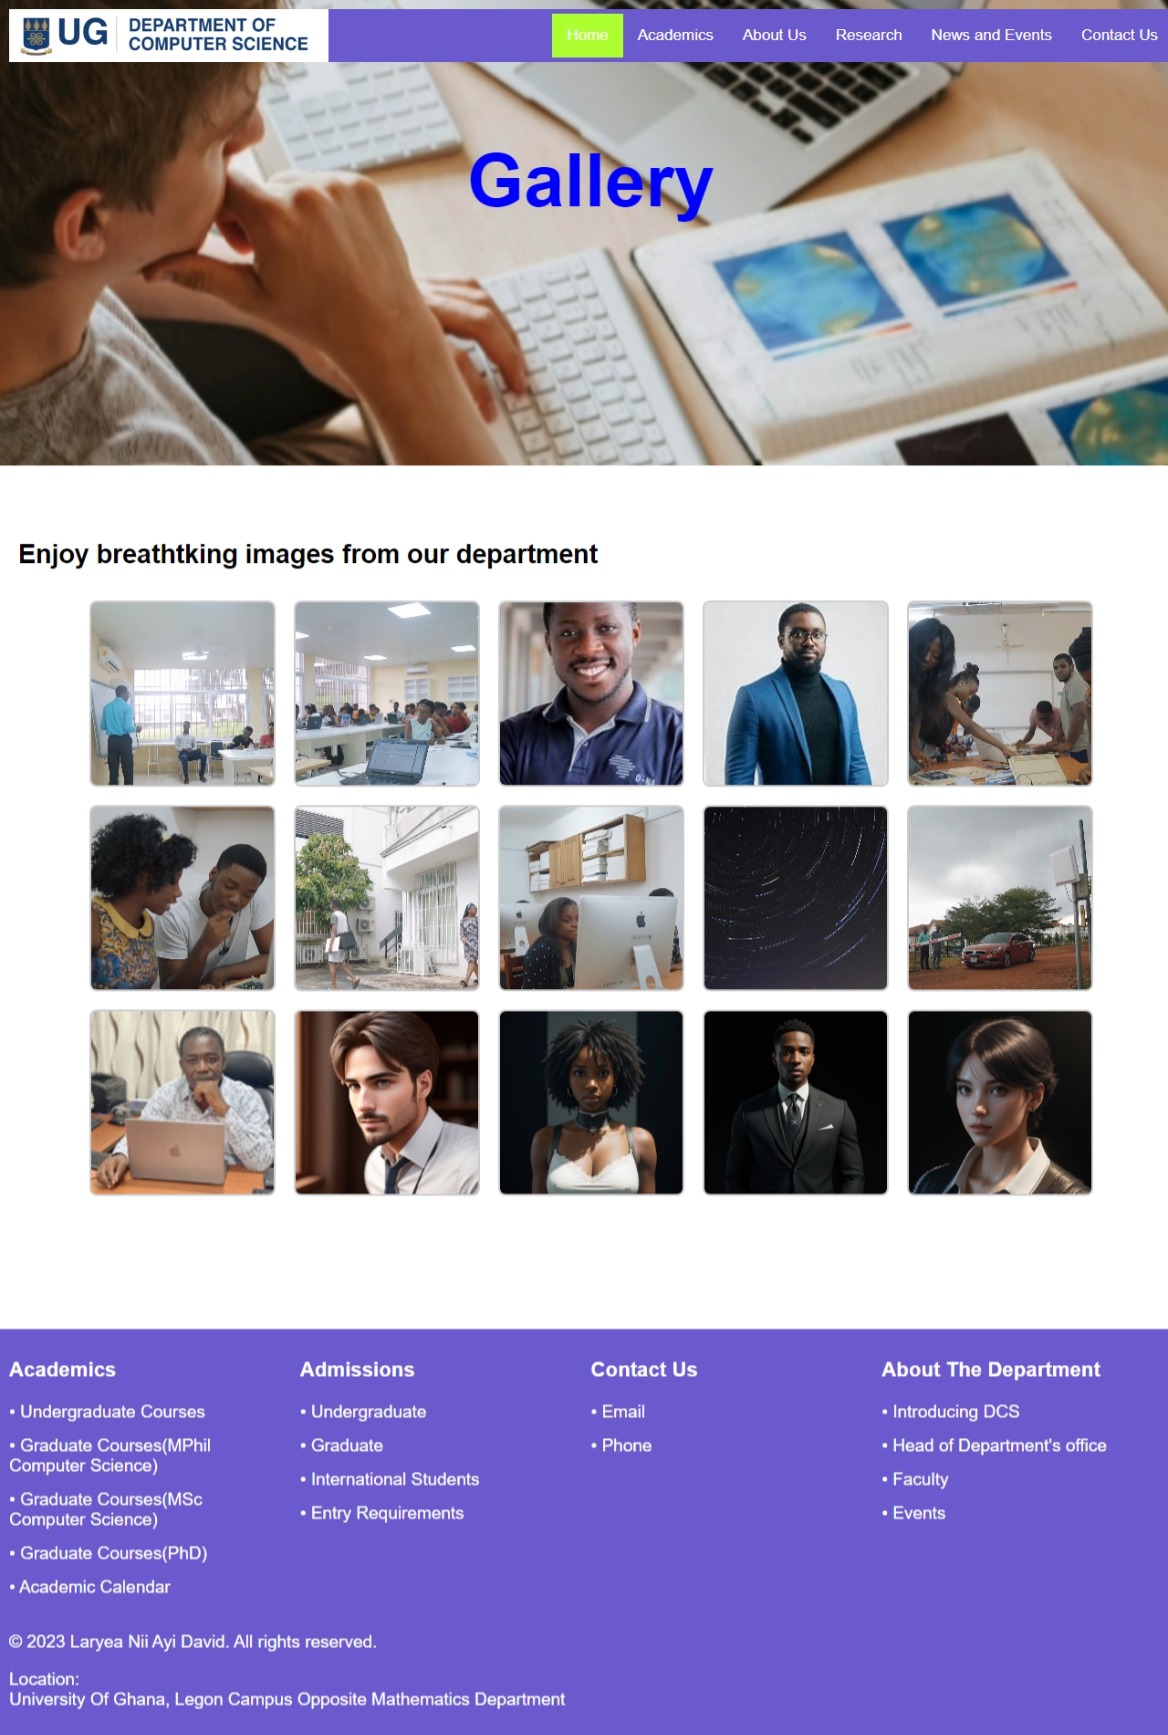 UG DEPARTMENT OF
COMPUTER SCIENCE
Home Academics About Us Research News and Events Contact Us
Gallery
Enjoy breathtking images from our department
Academics
• Undergraduate Courses
• Graduate Courses(MPhil
Computer Science)
• Graduate Courses(MSc
Computer Science)
• Graduate Courses(PhD)
• Academic Calendar
Admissions
• Undergraduate
• Graduate
• International Students
• Entry Requirements
Contact Us
• Email
• Phone
About The Department
• Introducing DCS
• Head of Department's office
• Faculty
• Events
© 2023 Laryea Nii Ayi David. All rights reserved.
Location:
University Of Ghana, Legon Campus Opposite Mathematics Department